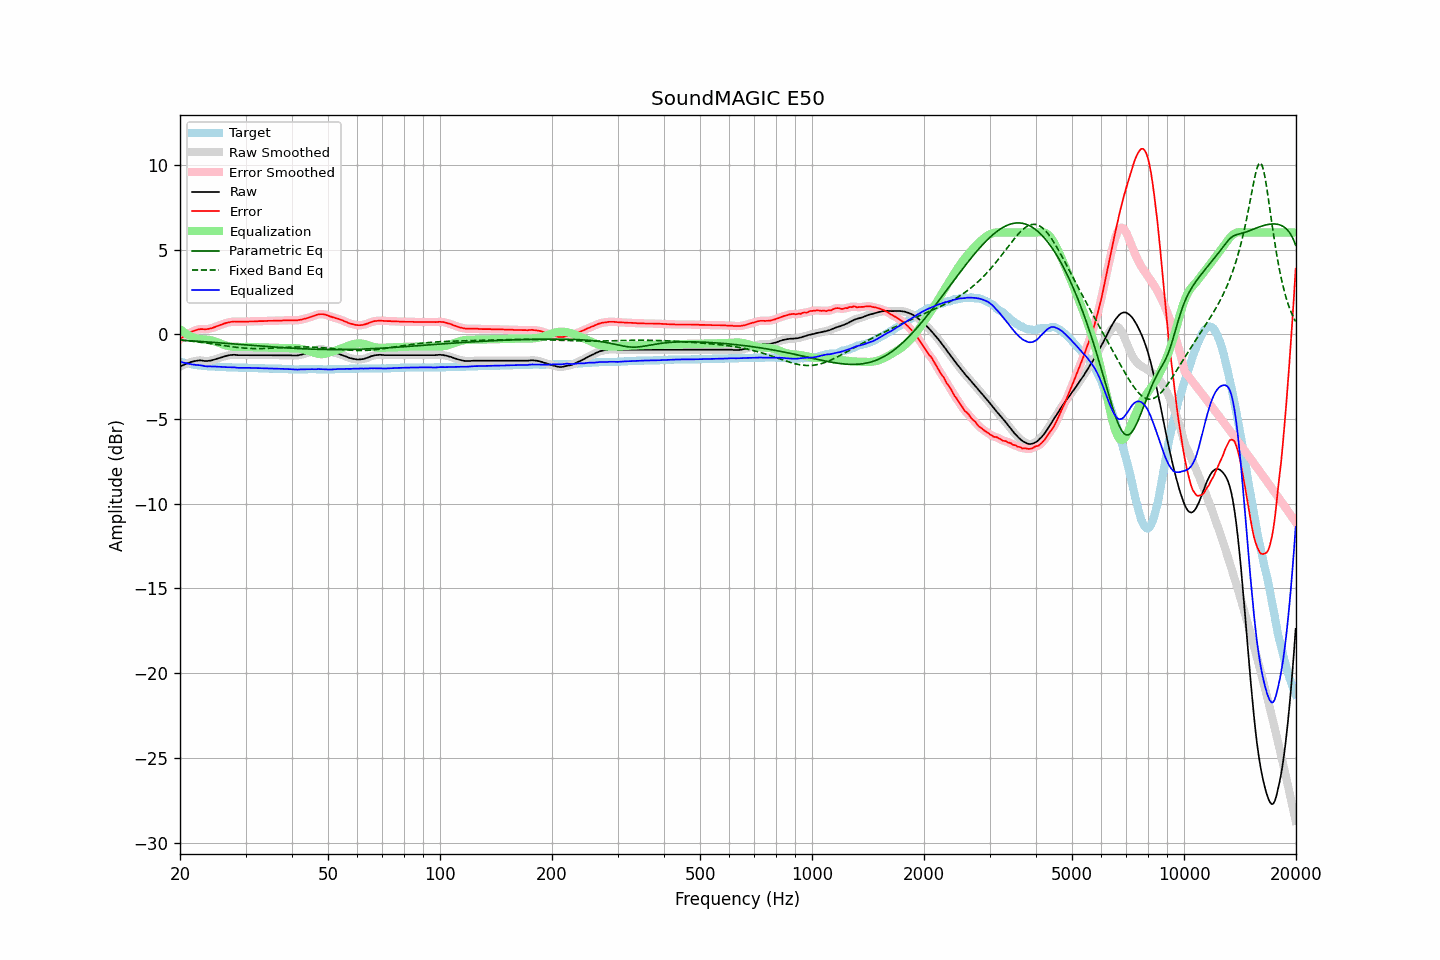 SoundMAGIC E50
Target
Raw Smoothed
Error Smoothed
Raw
Error
Equalization
Parametric Eq
Fixed Band Eq
Equalized
10
5
0
−5
−10
−15
−20
−25
−30
Amplitude (dBr)
20 50 100 200 500 1000 2000 5000 10000 20000
Frequency (Hz)